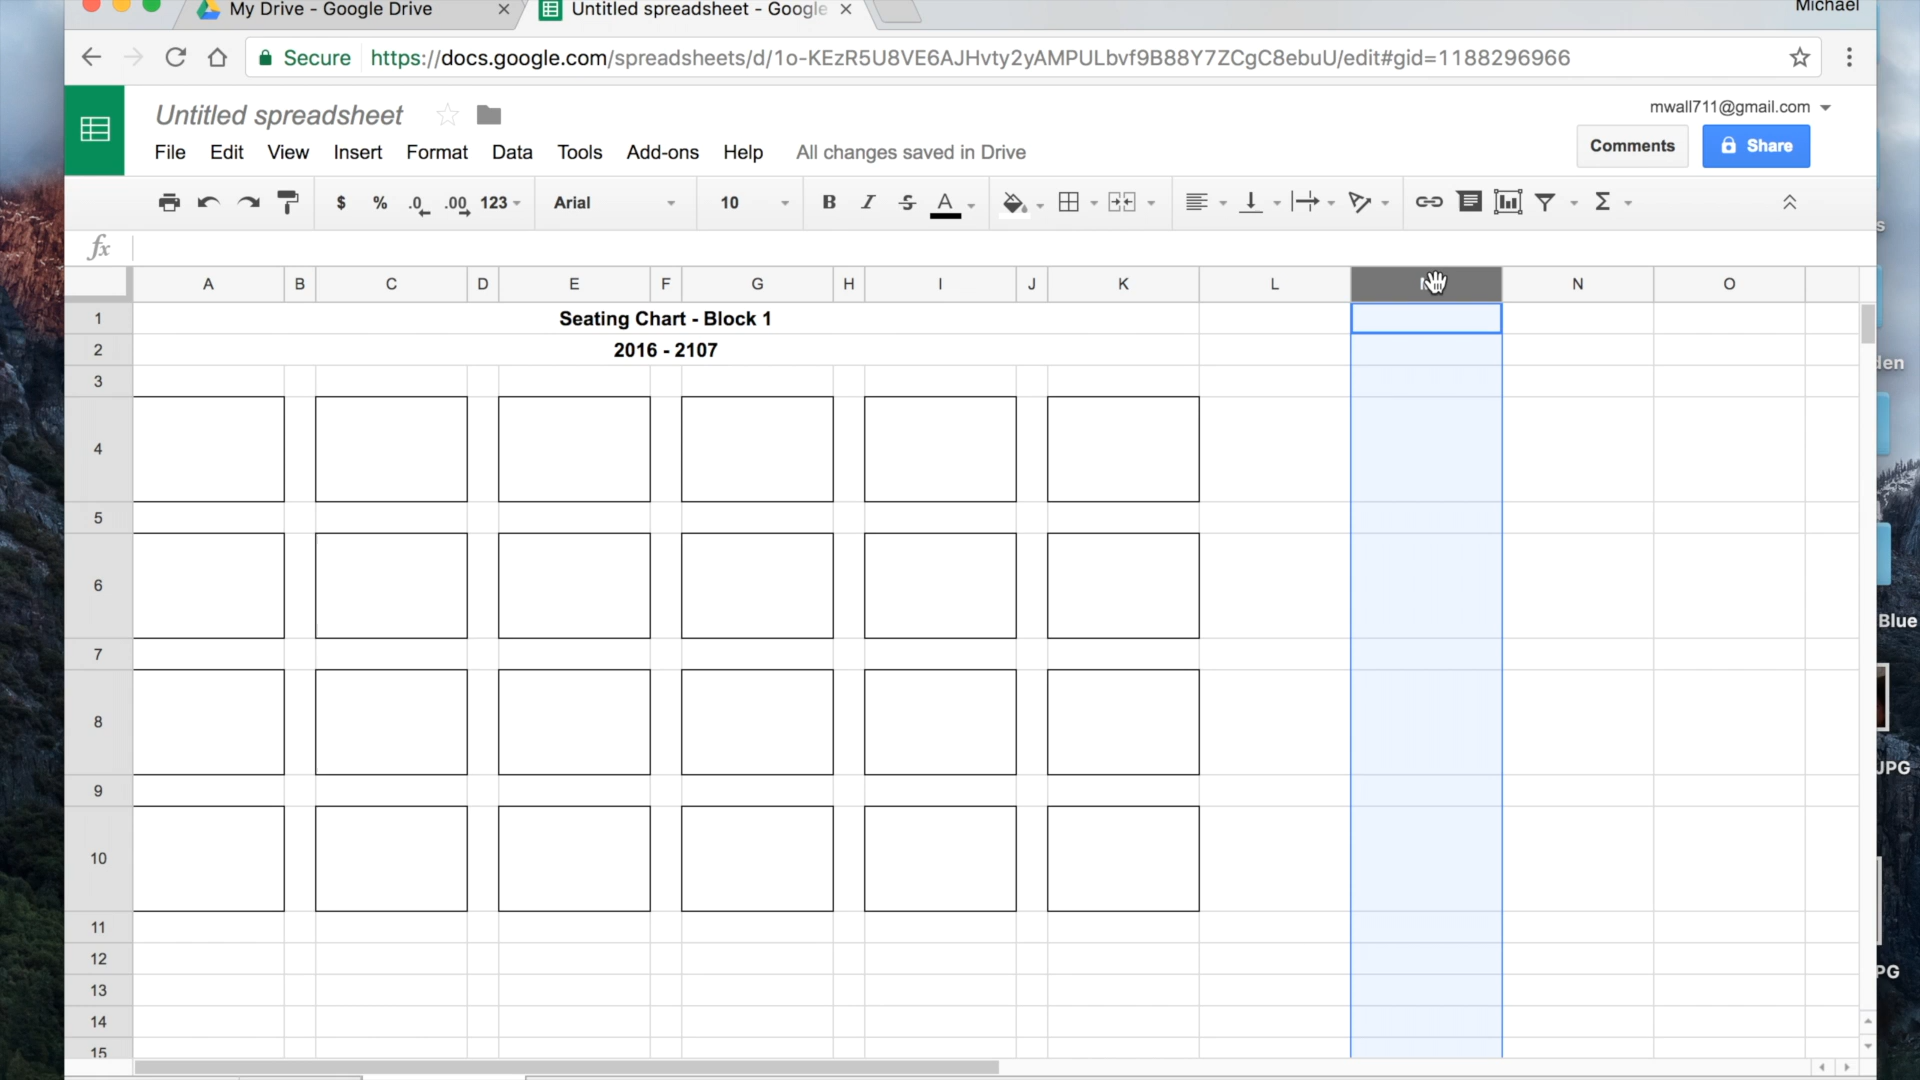 Michael
My Drive - Google Drive
Untitled spreadsheet - Google
Secure https://docs.google.com/spreadsheets/d/1o-KEzR5U8VE6AJHvty2yAMPULbvf9B88Y7ZCgC8ebuU/edit#gid=1188296966
Untitled spreadsheet
mwall711@gmail.com
File Edit View Insert Format Data Tools Add-ons Help All changes saved in Drive
Comments Share
$ % .0 .00 123 Arial 10 B I S A Σ
fx
A B C D E F G H I J K L N O
1 Seating Chart - Block 1
2 2016 - 2107
3
4
5
6
7
8
9
10
11
12
13
14
15
Blue
JPG